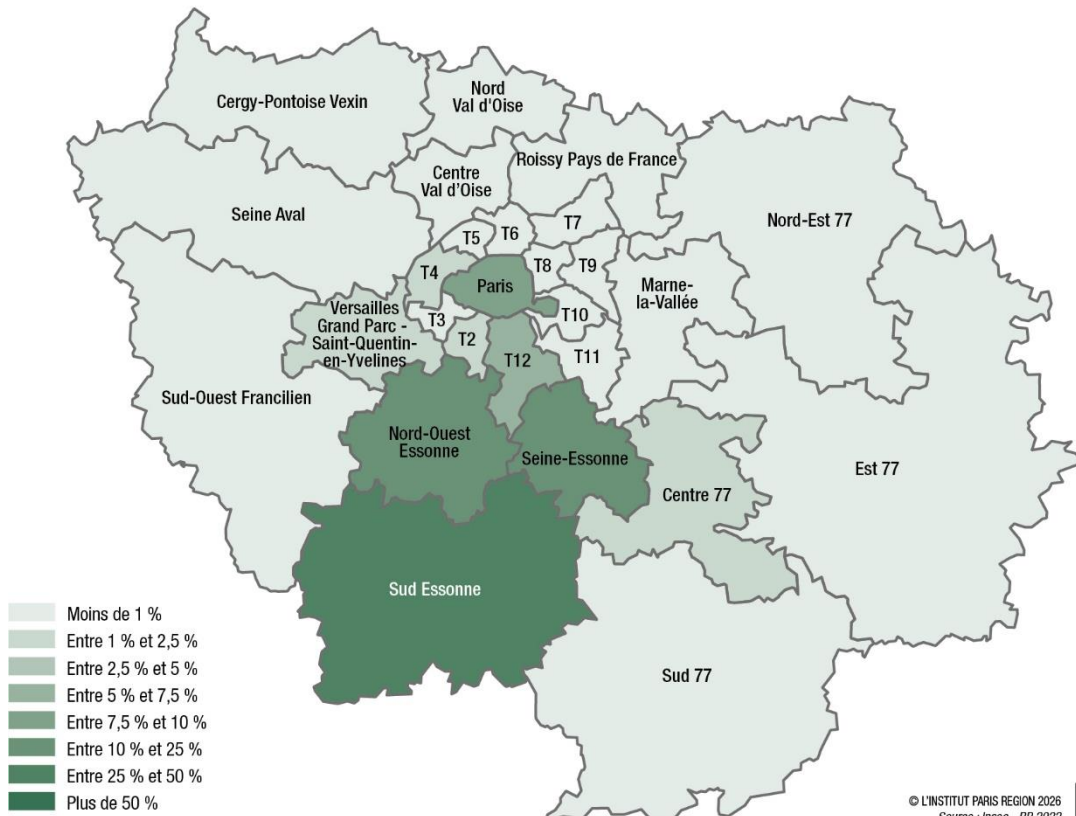 Cergy-Pontoise Vexin
Nord
Val d'Oise
Roissy Pays de France
Centre
Val d'Oise
Seine Aval
Nord-Est 77
T5
T6
T7
T4
T8
T9
Paris
Marne-
la-Vallée
Versailles
Grand Parc -
Saint-Quentin-
en-Yvelines
T3
T2
T10
T12
T11
Sud-Ouest Francilien
Nord-Ouest
Essonne
Seine-Essonne
Centre 77
Est 77
Sud Essonne
Sud 77
Moins de 1 %
Entre 1 % et 2,5 %
Entre 2,5 % et 5 %
Entre 5 % et 7,5 %
Entre 7,5 % et 10 %
Entre 10 % et 25 %
Entre 25 % et 50 %
Plus de 50 %
© L'INSTITUT PARIS REGION 2026
Source : Insee - RP 2022